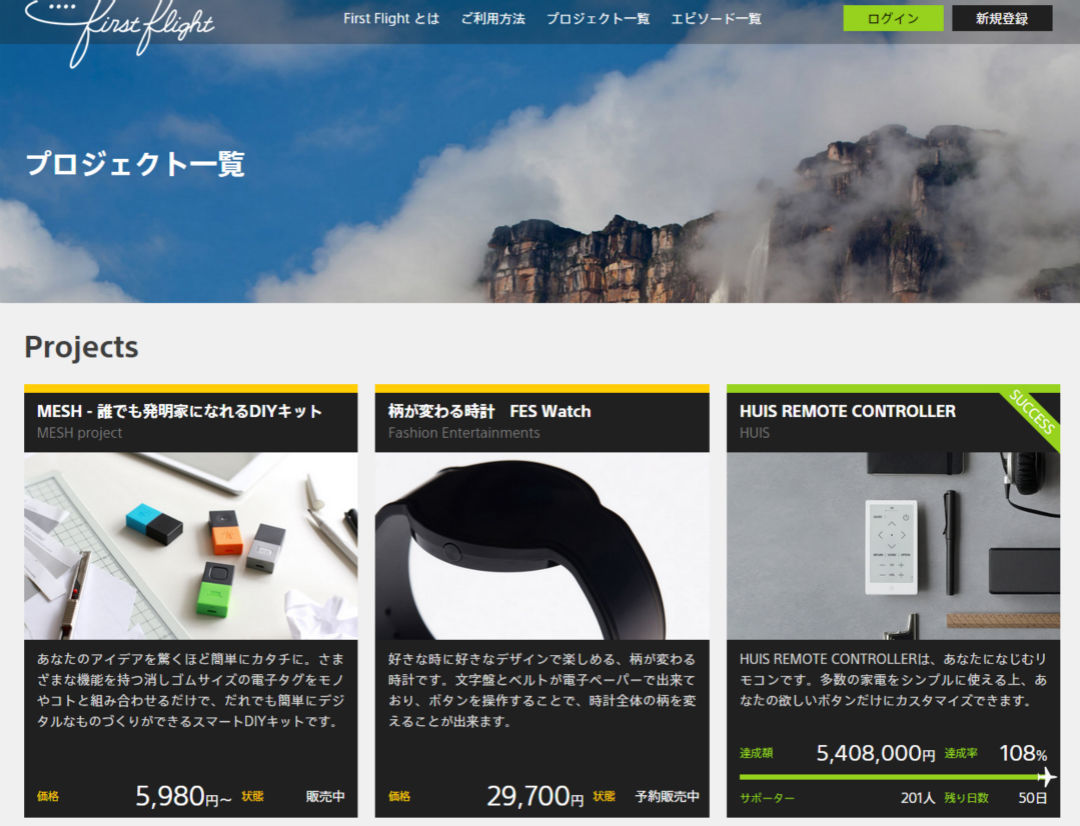 First Flight
First Flight とは ご利用方法 プロジェクト一覧 エピソード一覧 ログイン 新規登録
プロジェクト一覧
Projects
MESH - 誰でも発明家になれるDIYキット
MESH project
あなたのアイデアを驚くほど簡単にカタチに。さま
ざまな機能を持つ消しゴムサイズの電子タグをモノ
やコトと組み合わせるだけで、だれでも簡単にデジ
タルなものづくりができるスマートDIYキットです。
価格 5,980円～ 状態 販売中
柄が変わる時計　FES Watch
Fashion Entertainments
好きな時に好きなデザインで楽しめる、柄が変わる
時計です。文字盤とベルトが電子ペーパーで出来て
おり、ボタンを操作することで、時計全体の柄を変
えることが出来ます。
価格 29,700円 状態 予約販売中
HUIS REMOTE CONTROLLER
HUIS
SUCCESS
HUIS REMOTE CONTROLLERは、あなたになじむリ
モコンです。多数の家電をシンプルに使える上、あ
なたの欲しいボタンだけにカスタマイズできます。
達成額 5,408,000円 達成率 108%
サポーター 201人 残り日数 50日